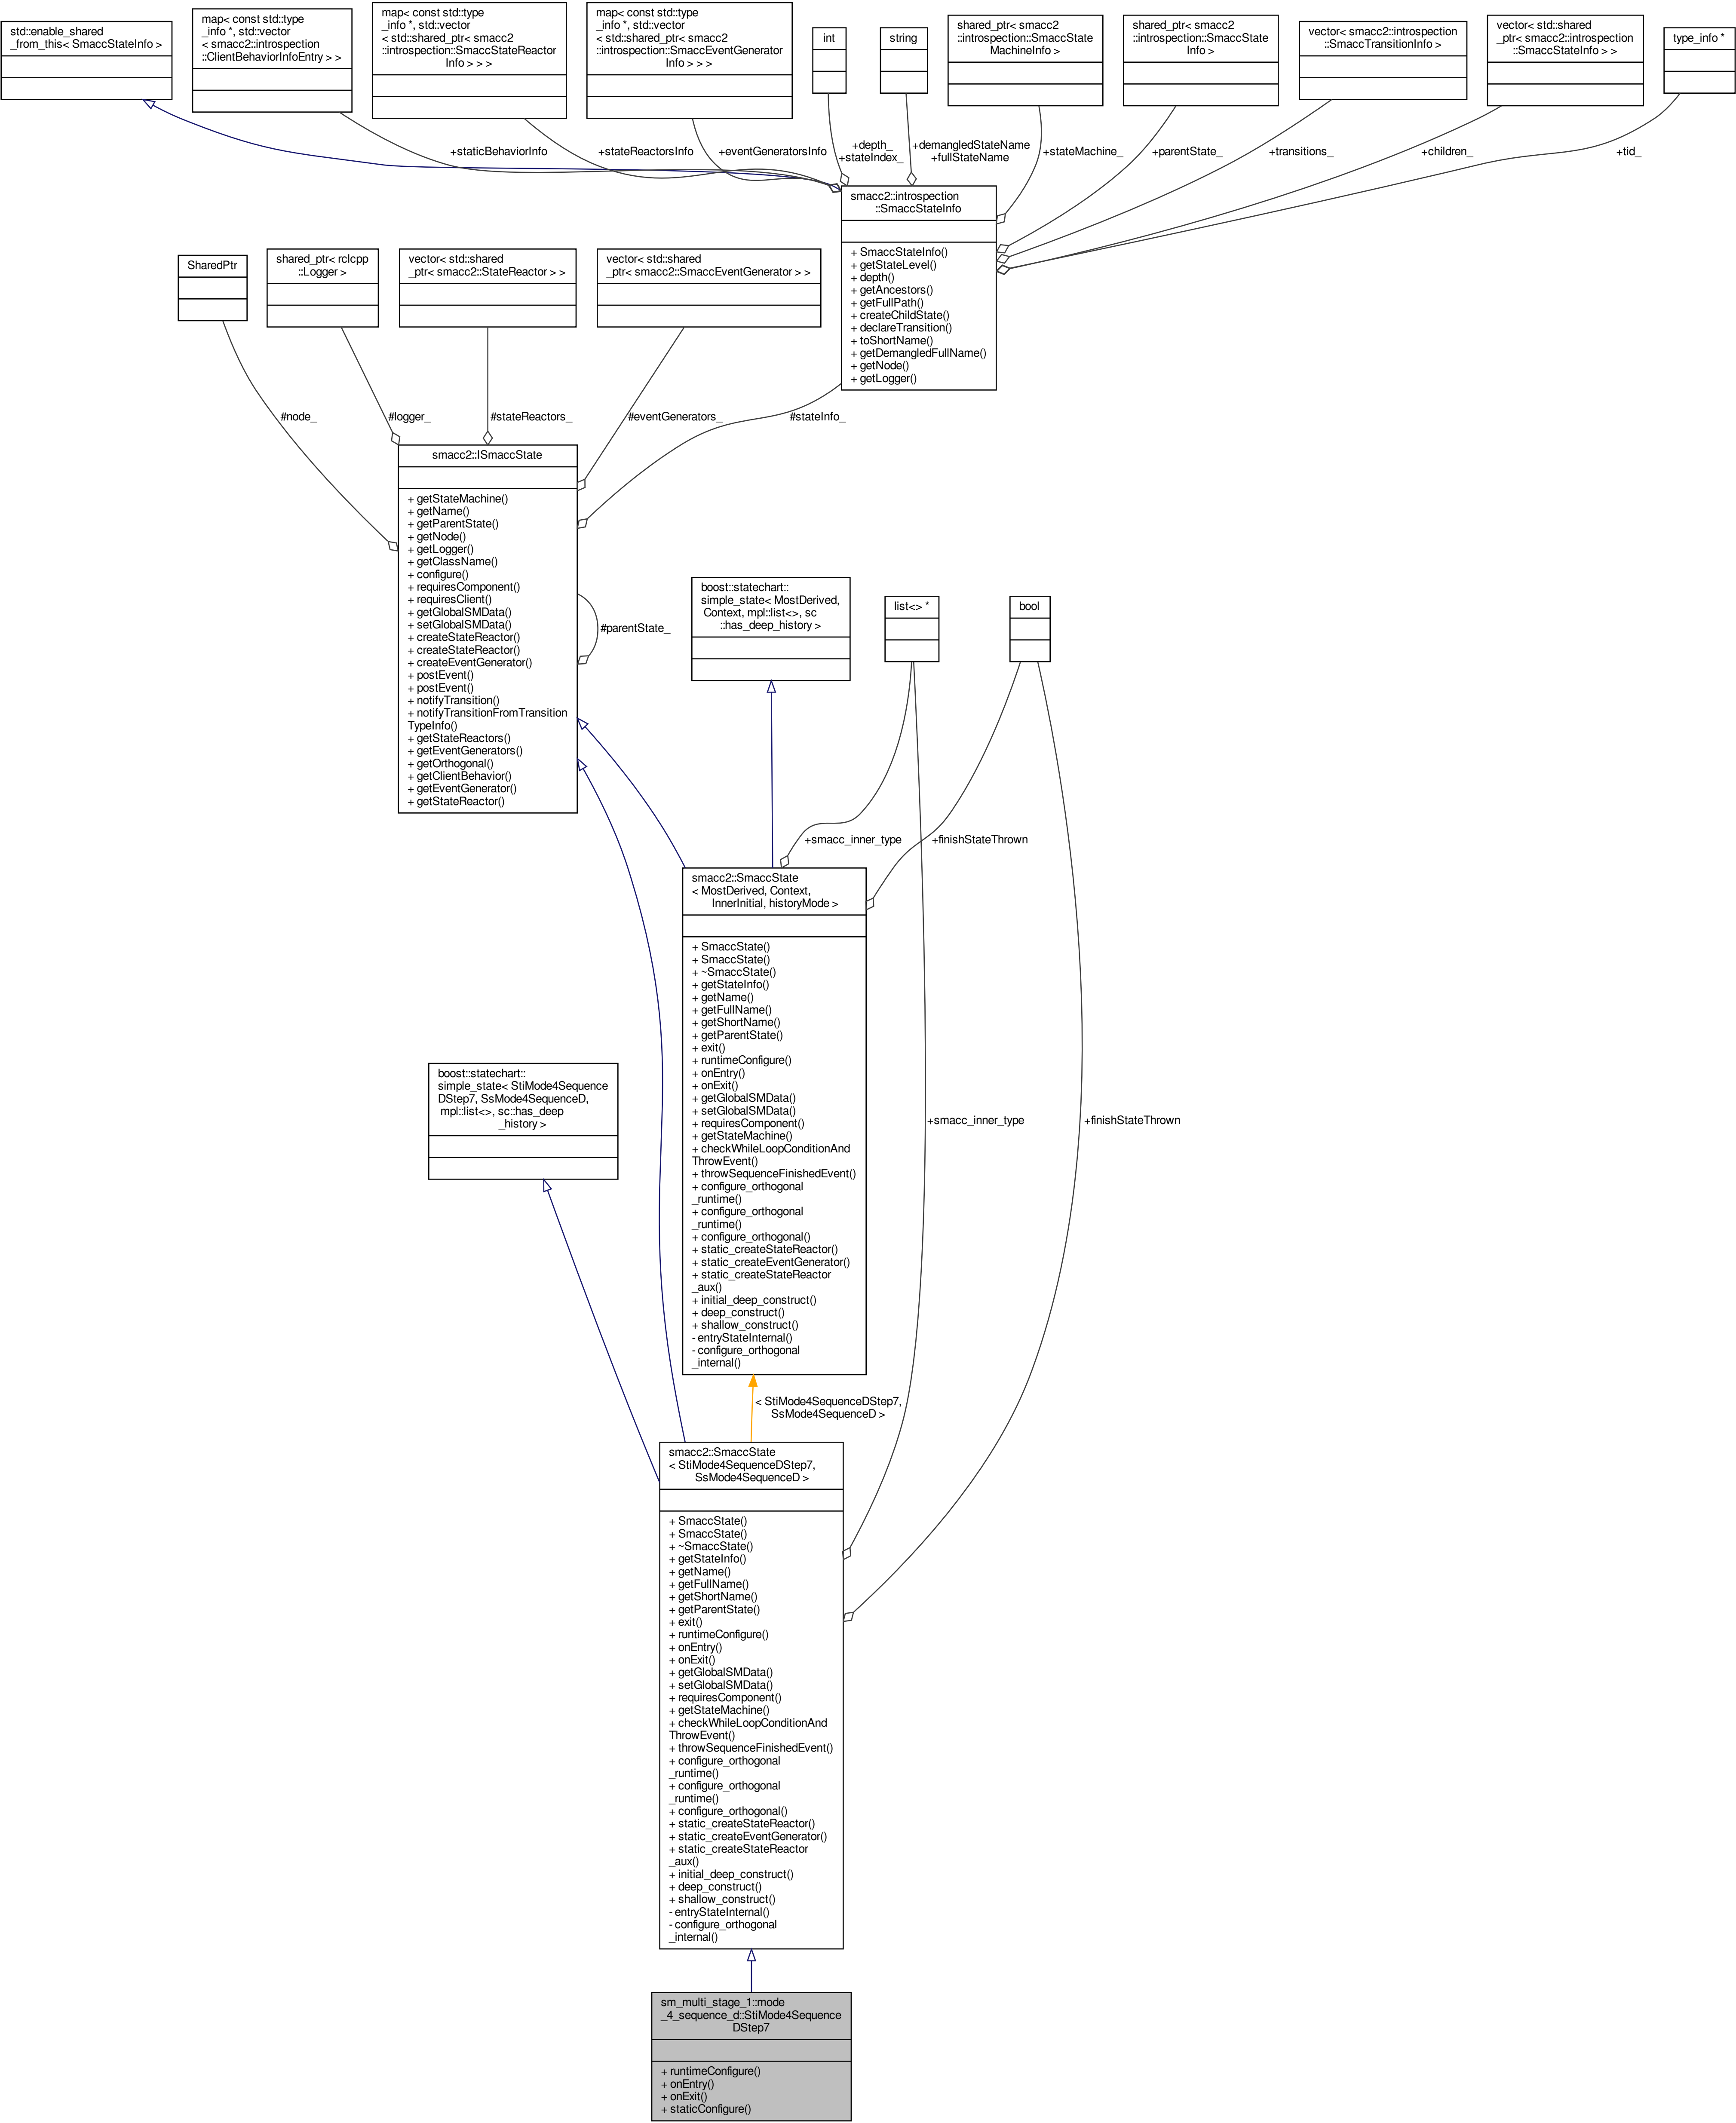 std::enable_shared
_from_this< SmaccStateInfo >
map< const std::type
_info *, std::vector
< smacc2::introspection
::ClientBehaviorInfoEntry > >
map< const std::type
_info *, std::vector
< std::shared_ptr< smacc2
::introspection::SmaccStateReactor
Info > > >
map< const std::type
_info *, std::vector
< std::shared_ptr< smacc2
::introspection::SmaccEventGenerator
Info > > >
int
string
shared_ptr< smacc2
::introspection::SmaccState
MachineInfo >
shared_ptr< smacc2
::introspection::SmaccState
Info >
vector< smacc2::introspection
::SmaccTransitionInfo >
vector< std::shared
_ptr< smacc2::introspection
::SmaccStateInfo > >
type_info *
+staticBehaviorInfo
+stateReactorsInfo
+eventGeneratorsInfo
+depth_
+stateIndex_
+demangledStateName
+fullStateName
+stateMachine_
+parentState_
+transitions_
+children_
+tid_
smacc2::introspection
::SmaccStateInfo
+ SmaccStateInfo()
+ getStateLevel()
+ depth()
+ getAncestors()
+ getFullPath()
+ createChildState()
+ declareTransition()
+ toShortName()
+ getDemangledFullName()
+ getNode()
+ getLogger()
SharedPtr
shared_ptr< rclcpp
::Logger >
vector< std::shared
_ptr< smacc2::StateReactor > >
vector< std::shared
_ptr< smacc2::SmaccEventGenerator > >
#node_
#logger_
#stateReactors_
#eventGenerators_
#stateInfo_
smacc2::ISmaccState
+ getStateMachine()
+ getName()
+ getParentState()
+ getNode()
+ getLogger()
+ getClassName()
+ configure()
+ requiresComponent()
+ requiresClient()
+ getGlobalSMData()
+ setGlobalSMData()
+ createStateReactor()
+ createStateReactor()
+ createEventGenerator()
+ postEvent()
+ postEvent()
+ notifyTransition()
+ notifyTransitionFromTransition
TypeInfo()
+ getStateReactors()
+ getEventGenerators()
+ getOrthogonal()
+ getClientBehavior()
+ getEventGenerator()
+ getStateReactor()
#parentState_
boost::statechart::
simple_state< MostDerived,
Context, mpl::list<>, sc
::has_deep_history >
list<> *
bool
+smacc_inner_type
+finishStateThrown
smacc2::SmaccState
< MostDerived, Context,
InnerInitial, historyMode >
+ SmaccState()
+ SmaccState()
+ ~SmaccState()
+ getStateInfo()
+ getName()
+ getFullName()
+ getShortName()
+ getParentState()
+ exit()
+ runtimeConfigure()
+ onEntry()
+ onExit()
+ getGlobalSMData()
+ setGlobalSMData()
+ requiresComponent()
+ getStateMachine()
+ checkWhileLoopConditionAnd
ThrowEvent()
+ throwSequenceFinishedEvent()
+ configure_orthogonal
_runtime()
+ configure_orthogonal
_runtime()
+ configure_orthogonal()
+ static_createStateReactor()
+ static_createEventGenerator()
+ static_createStateReactor
_aux()
+ initial_deep_construct()
+ deep_construct()
+ shallow_construct()
- entryStateInternal()
- configure_orthogonal
_internal()
boost::statechart::
simple_state< StiMode4Sequence
DStep7, SsMode4SequenceD,
mpl::list<>, sc::has_deep
_history >
+smacc_inner_type
+finishStateThrown
< StiMode4SequenceDStep7,
SsMode4SequenceD >
smacc2::SmaccState
< StiMode4SequenceDStep7,
SsMode4SequenceD >
+ SmaccState()
+ SmaccState()
+ ~SmaccState()
+ getStateInfo()
+ getName()
+ getFullName()
+ getShortName()
+ getParentState()
+ exit()
+ runtimeConfigure()
+ onEntry()
+ onExit()
+ getGlobalSMData()
+ setGlobalSMData()
+ requiresComponent()
+ getStateMachine()
+ checkWhileLoopConditionAnd
ThrowEvent()
+ throwSequenceFinishedEvent()
+ configure_orthogonal
_runtime()
+ configure_orthogonal
_runtime()
+ configure_orthogonal()
+ static_createStateReactor()
+ static_createEventGenerator()
+ static_createStateReactor
_aux()
+ initial_deep_construct()
+ deep_construct()
+ shallow_construct()
- entryStateInternal()
- configure_orthogonal
_internal()
sm_multi_stage_1::mode
_4_sequence_d::StiMode4Sequence
DStep7
+ runtimeConfigure()
+ onEntry()
+ onExit()
+ staticConfigure()